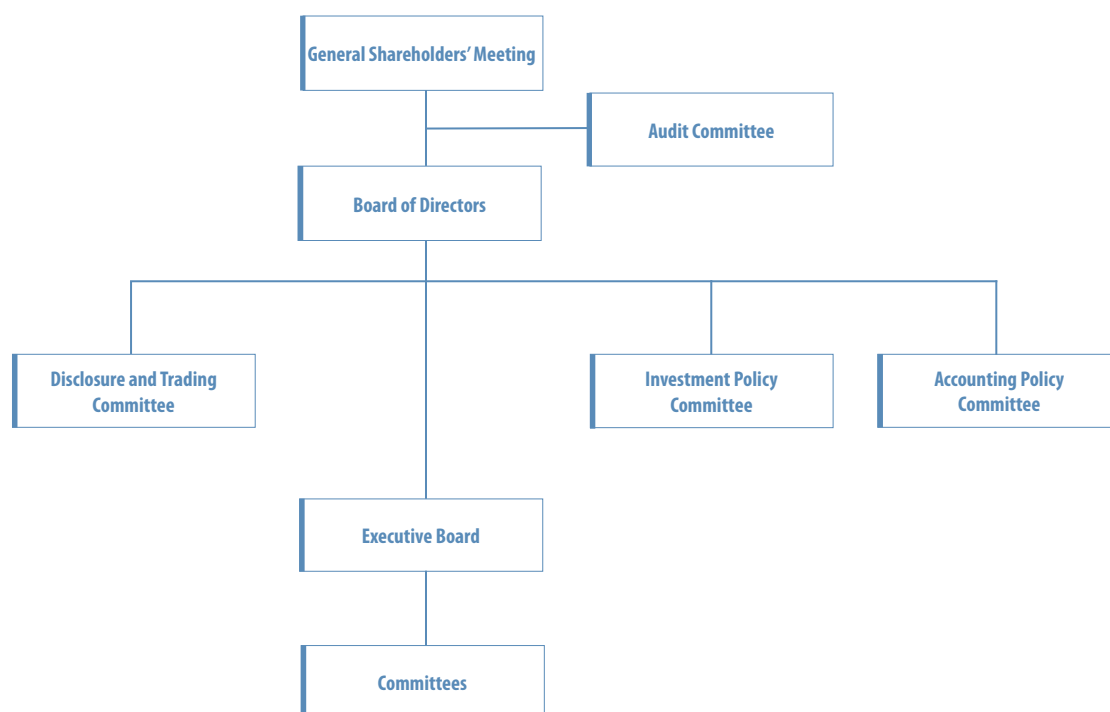 General Shareholders’ Meeting
Audit Committee
Board of Directors
Disclosure and Trading
Committee
Investment Policy
Committee
Accounting Policy
Committee
Executive Board
Committees